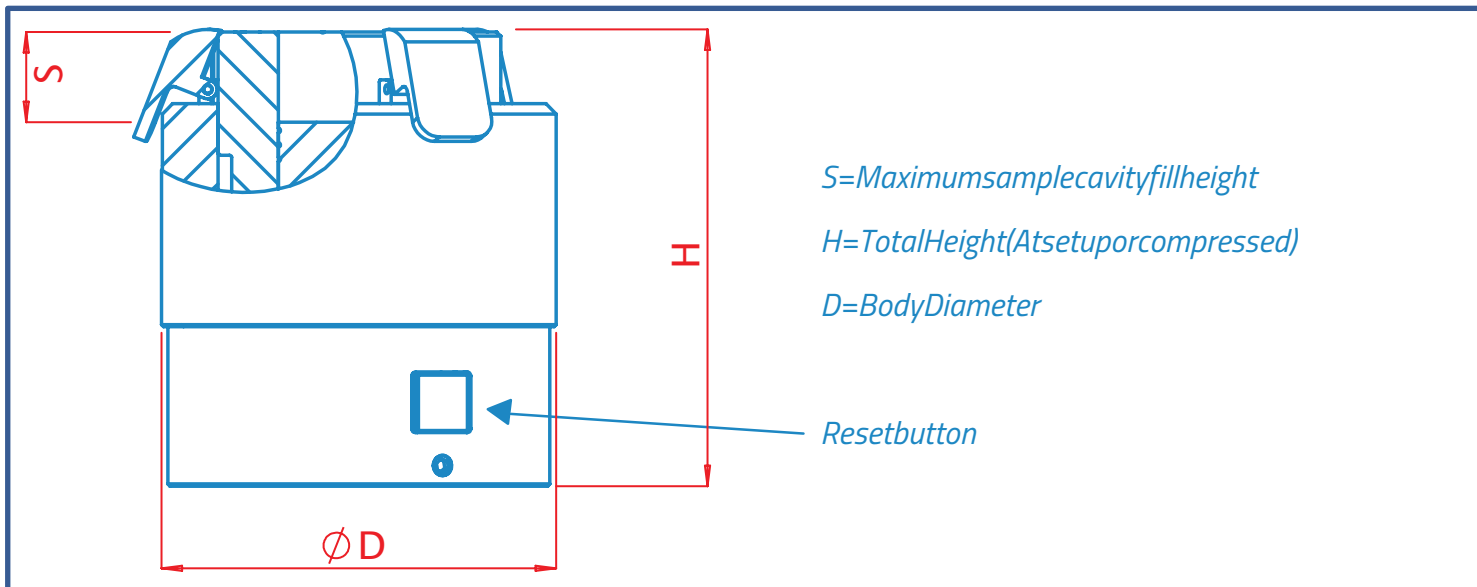 S
S=Maximumsamplecavityfillheight
H=TotalHeight(Atsetuporcompressed)
H
D=BodyDiameter
Resetbutton
∅D